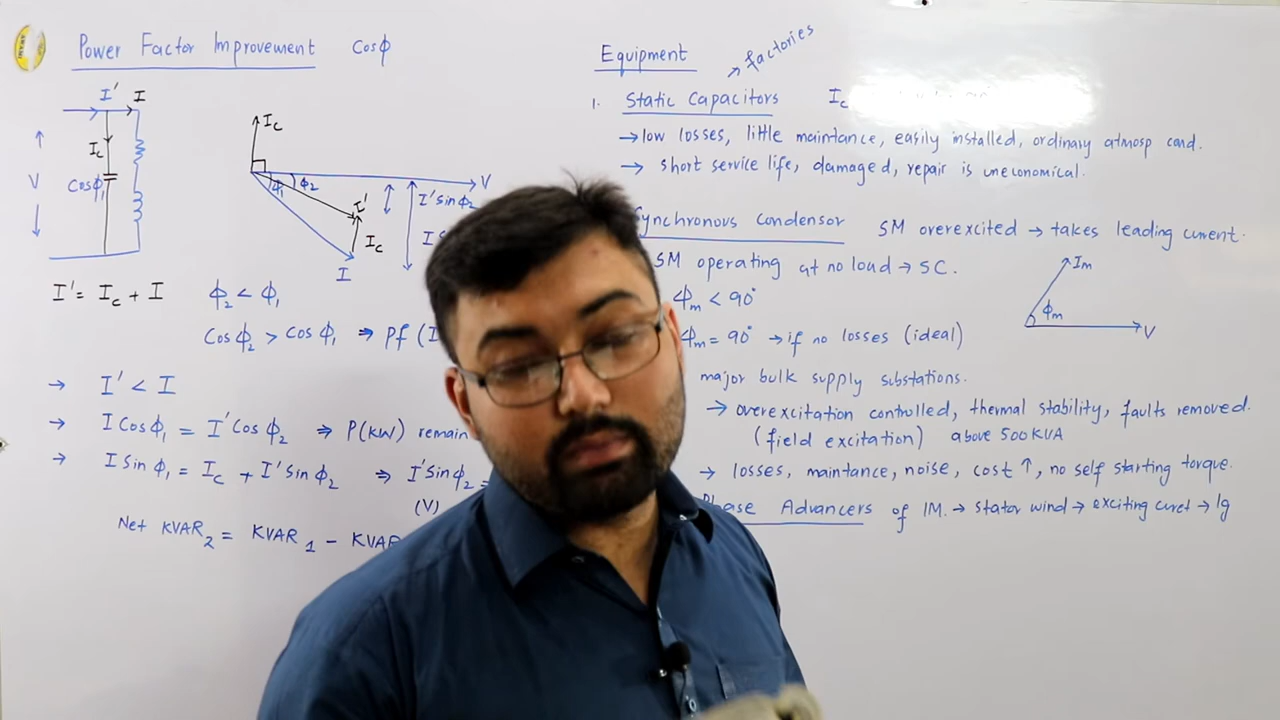 Power Factor Improvement Cosϕ
I' I
Ic
V
Cosϕ1
Ic
V
ϕ1 ϕ2
I' I'sinϕ2
Ic
I
I' = Ic + I
ϕ2 < ϕ1
Cosϕ2 > cosϕ1 ⇒ Pf
→ I' < I
→ I Cosϕ1 = I' Cosϕ2 ⇒ P(KW) remain
→ I Sinϕ1 = Ic + I' Sinϕ2 ⇒ I'Sinϕ2 =
(V)
Net KVAR2 = KVAR1 - KVAR
Equipment
→ factories
1. Static Capacitors Ic
→ low losses, little maintance, easily installed, ordinary atmosp cond.
→ short service life, damaged, repair is uneconomical.
Synchronous Condensor SM overexcited → takes leading current.
SM operating at no load → SC.
Im
ϕm < 90°
ϕm V
ϕm = 90° → if no losses (ideal)
major bulk supply substations.
→ overexcitation controlled, thermal stability, faults removed.
(field excitation) above 500KVA
→ losses, maintance, noise, cost ↑, no self starting torque.
Phase Advancers of IM. → stator wind → exciting curet → lg